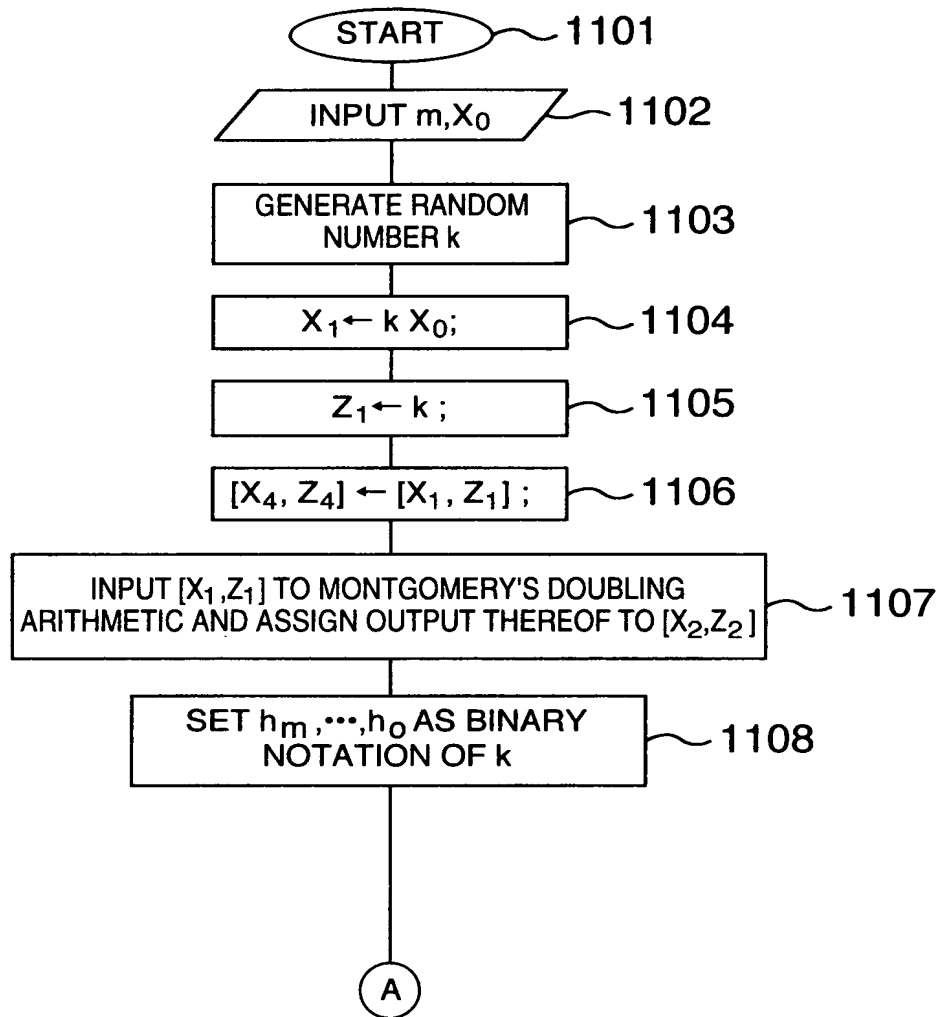 START 1101
INPUT m,X₀ 1102
GENERATE RANDOM
NUMBER k 1103
X₁ ← k X₀; 1104
Z₁ ← k ; 1105
[X₄, Z₄] ← [X₁, Z₁] ; 1106
INPUT [X₁,Z₁] TO MONTGOMERY'S DOUBLING
ARITHMETIC AND ASSIGN OUTPUT THEREOF TO [X₂,Z₂] 1107
SET hₘ,···,h₀ AS BINARY
NOTATION OF k 1108
A